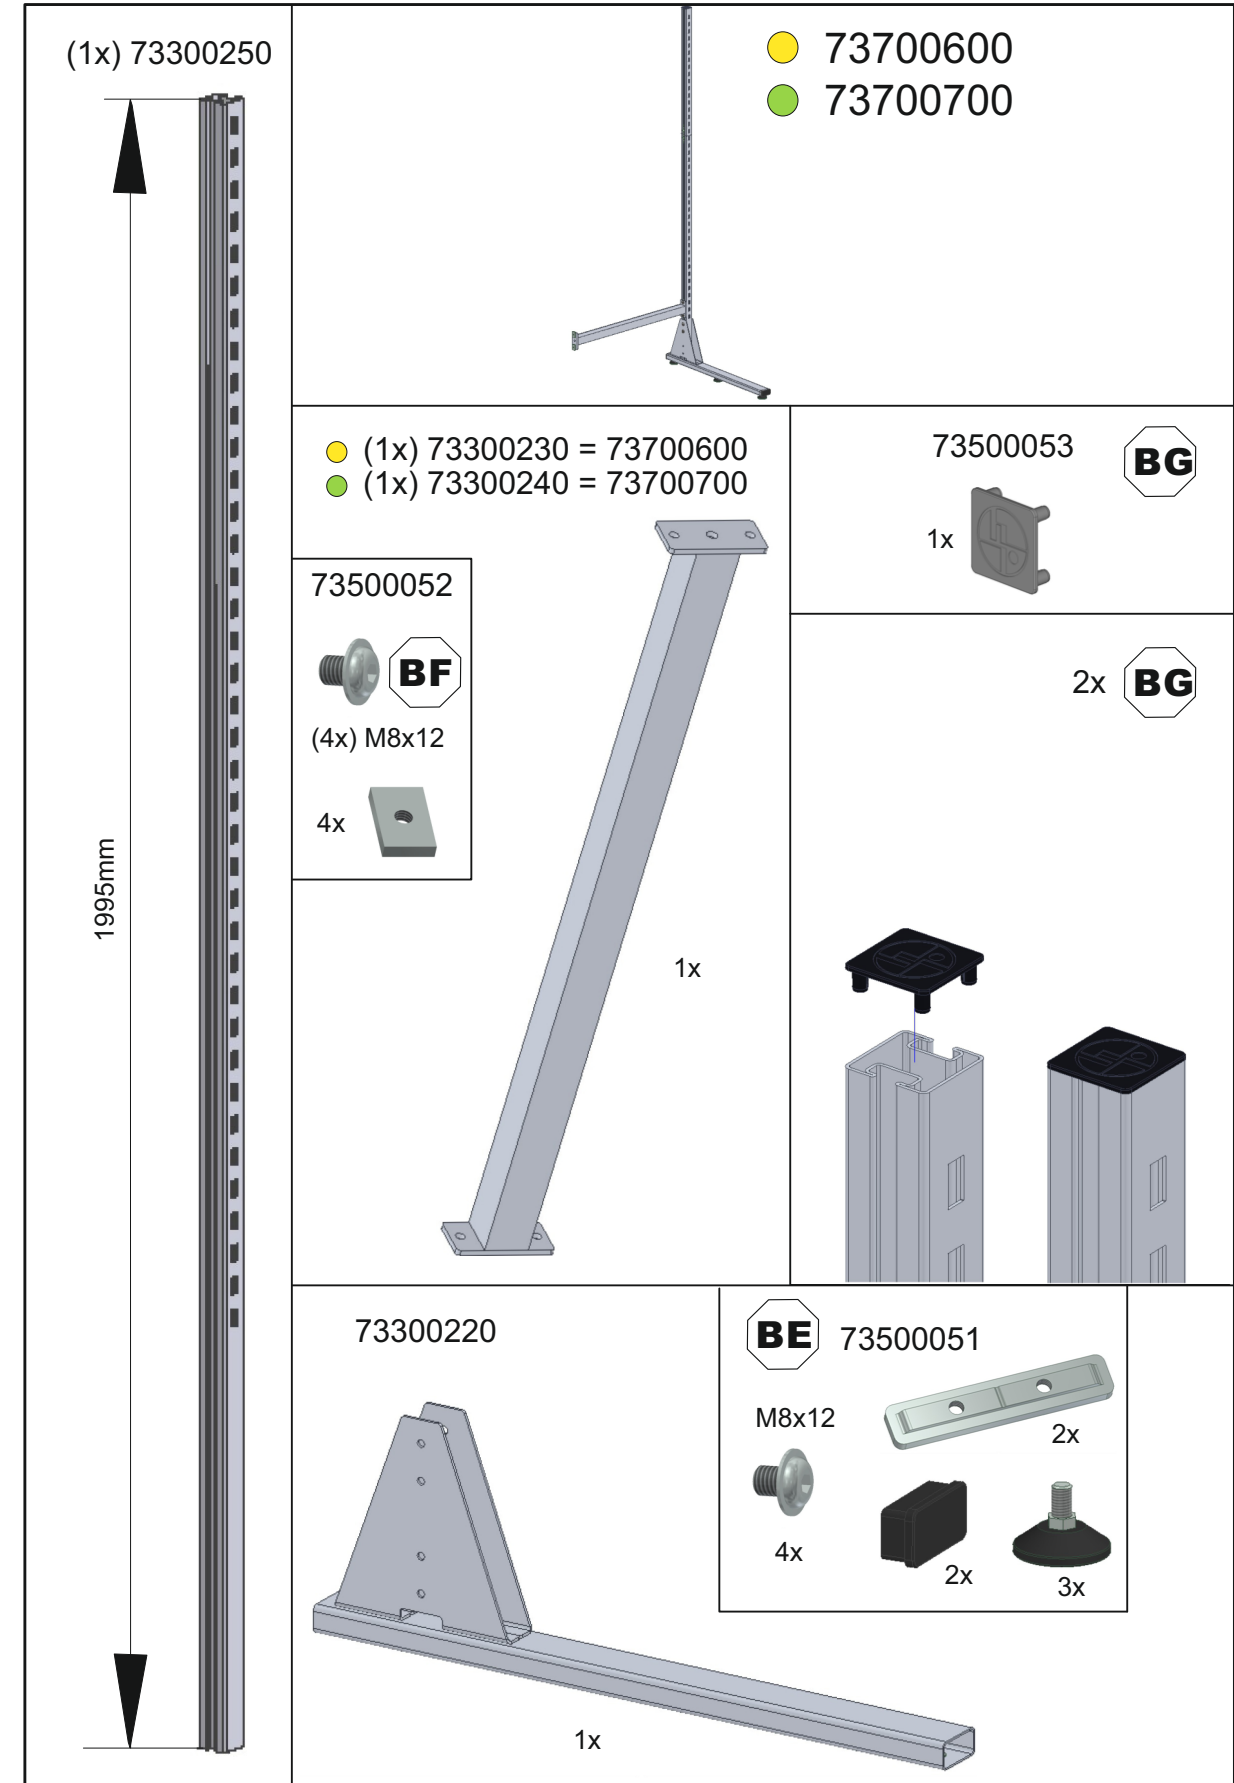 (1x) 73300250
1995mm
73700600
73700700
(1x) 73300230 = 73700600
(1x) 73300240 = 73700700
73500052
BF
(4x) M8x12
4x
1x
73500053
BG
1x
2x
BG
73300220
1x
BE
73500051
M8x12
4x
2x
2x
3x